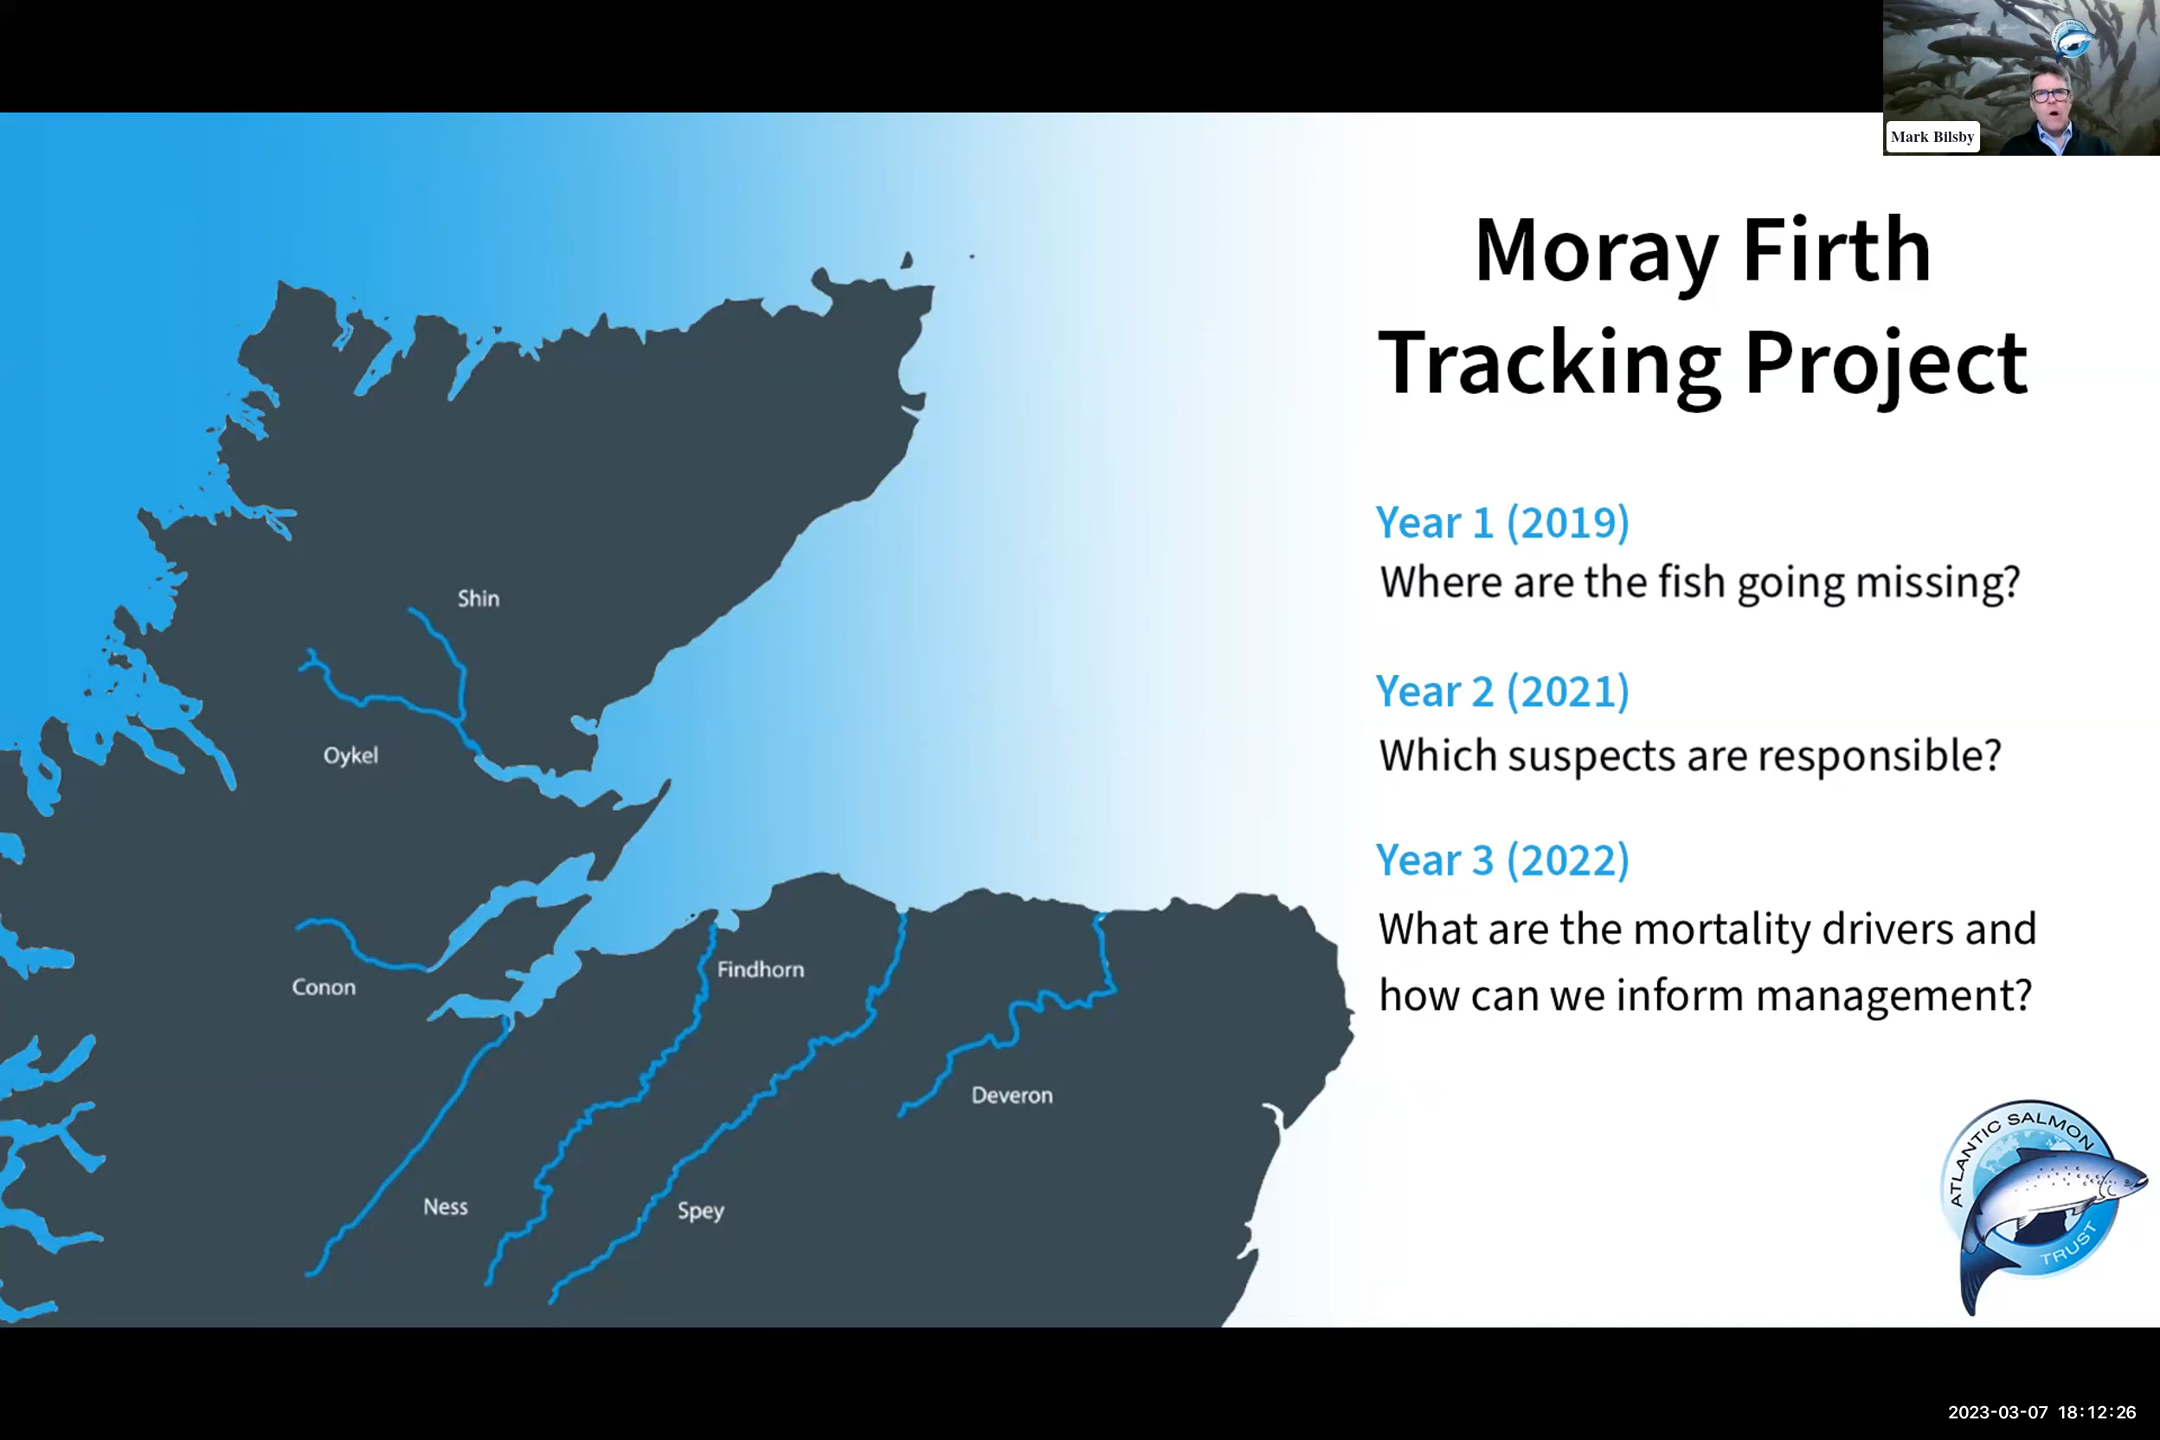 Mark Bilsby
Moray Firth
Tracking Project
Year 1 (2019)
Where are the fish going missing?
Year 2 (2021)
Which suspects are responsible?
Year 3 (2022)
What are the mortality drivers and
how can we inform management?
Shin
Oykel
Conon
Findhorn
Deveron
Ness
Spey
ATLANTIC SALMON
TRUST
2023-03-07 18:12:26